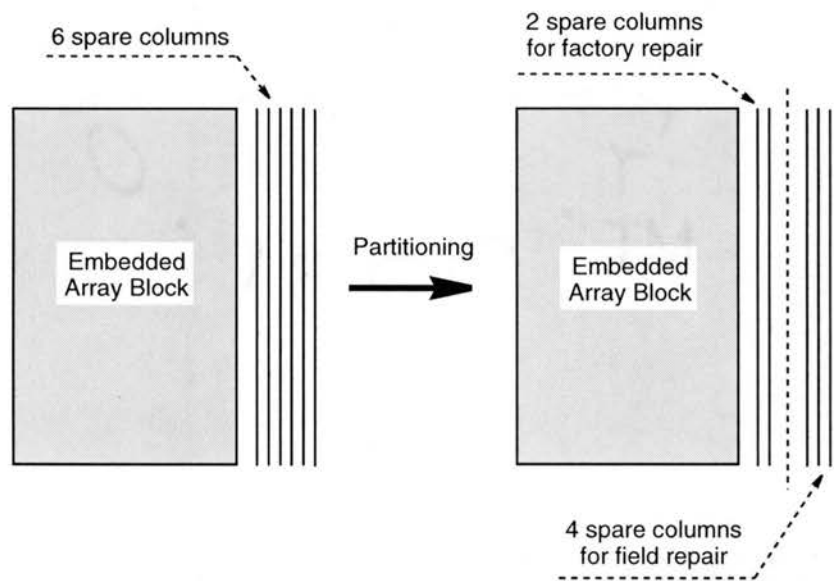 6 spare columns
2 spare columns
for factory repair
Embedded
Array Block
Partitioning
Embedded
Array Block
4 spare columns
for field repair